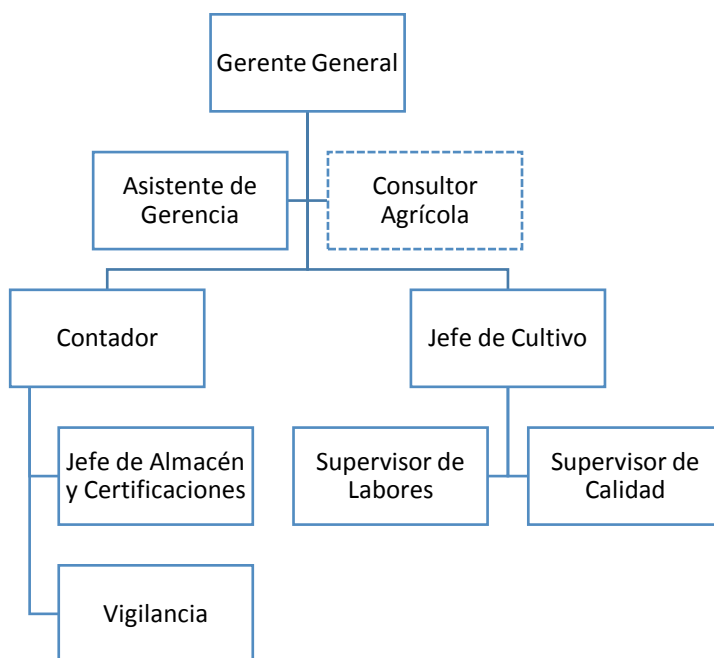 Gerente General
Asistente de
Gerencia
Consultor
Agrícola
Contador
Jefe de Cultivo
Jefe de Almacén
y Certificaciones
Supervisor de
Labores
Supervisor de
Calidad
Vigilancia